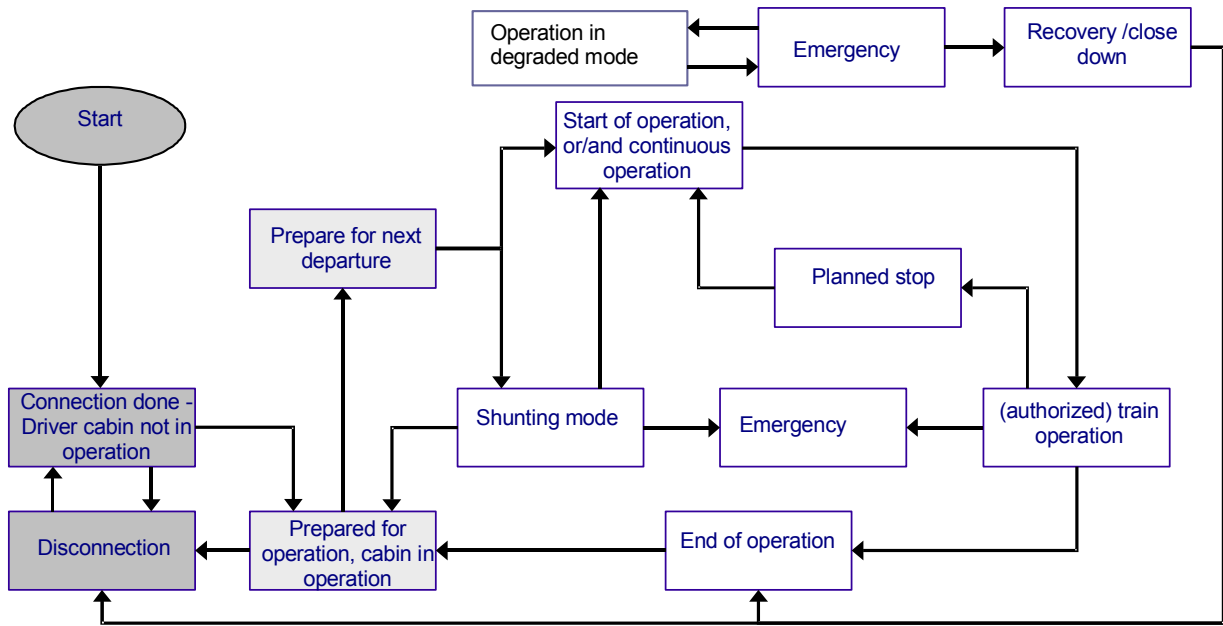 Operation in
degraded mode
Emergency
Recovery /close
down
Start
Start of operation,
or/and continuous
operation
Prepare for next
departure
Planned stop
Connection done -
Driver cabin not in
operation
Shunting mode
Emergency
(authorized) train
operation
Disconnection
Prepared for
operation, cabin in
operation
End of operation